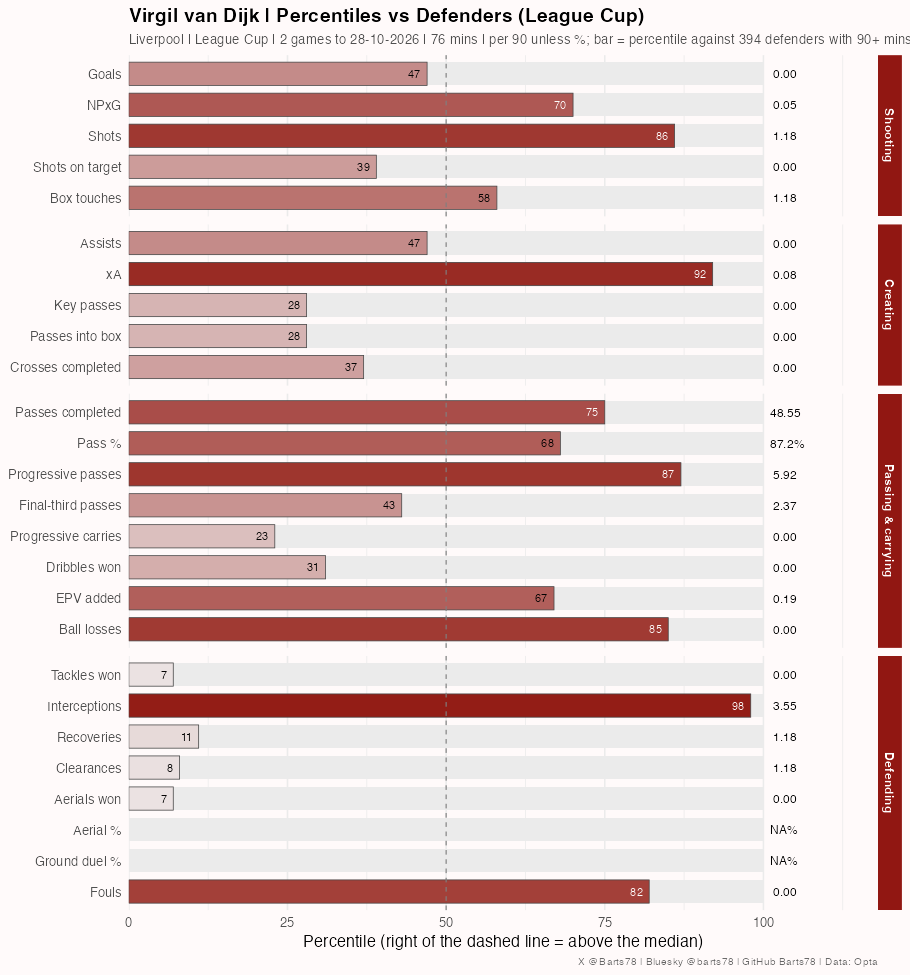 Virgil van Dijk | Percentiles vs Defenders (League Cup)
Liverpool | League Cup | 2 games to 28-10-2026 | 76 mins | per 90 unless %; bar = percentile against 394 defenders with 90+ mins
Goals 47 0.00
NPxG 70 0.05
Shots 86 1.18
Shots on target 39 0.00
Box touches 58 1.18
Shooting
Assists 47 0.00
xA 92 0.08
Key passes 28 0.00
Passes into box 28 0.00
Crosses completed 37 0.00
Creating
Passes completed 75 48.55
Pass % 68 87.2%
Progressive passes 87 5.92
Final-third passes 43 2.37
Progressive carries 23 0.00
Dribbles won 31 0.00
EPV added 67 0.19
Ball losses 85 0.00
Passing & carrying
Tackles won 7 0.00
Interceptions 98 3.55
Recoveries 11 1.18
Clearances 8 1.18
Aerials won 7 0.00
Aerial % NA%
Ground duel % NA%
Fouls 82 0.00
Defending
0 25 50 75 100
Percentile (right of the dashed line = above the median)
X @Barts78 | Bluesky @barts78 | GitHub Barts78 | Data: Opta